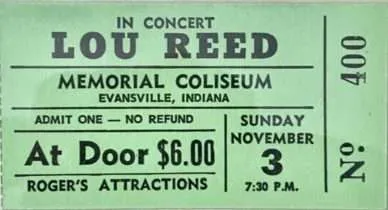 IN CONCERT
LOU REED
MEMORIAL COLISEUM
EVANSVILLE, INDIANA
ADMIT ONE — NO REFUND
At Door $6.00
ROGER'S ATTRACTIONS
SUNDAY
NOVEMBER
3
7:30 P.M.
Nº 400